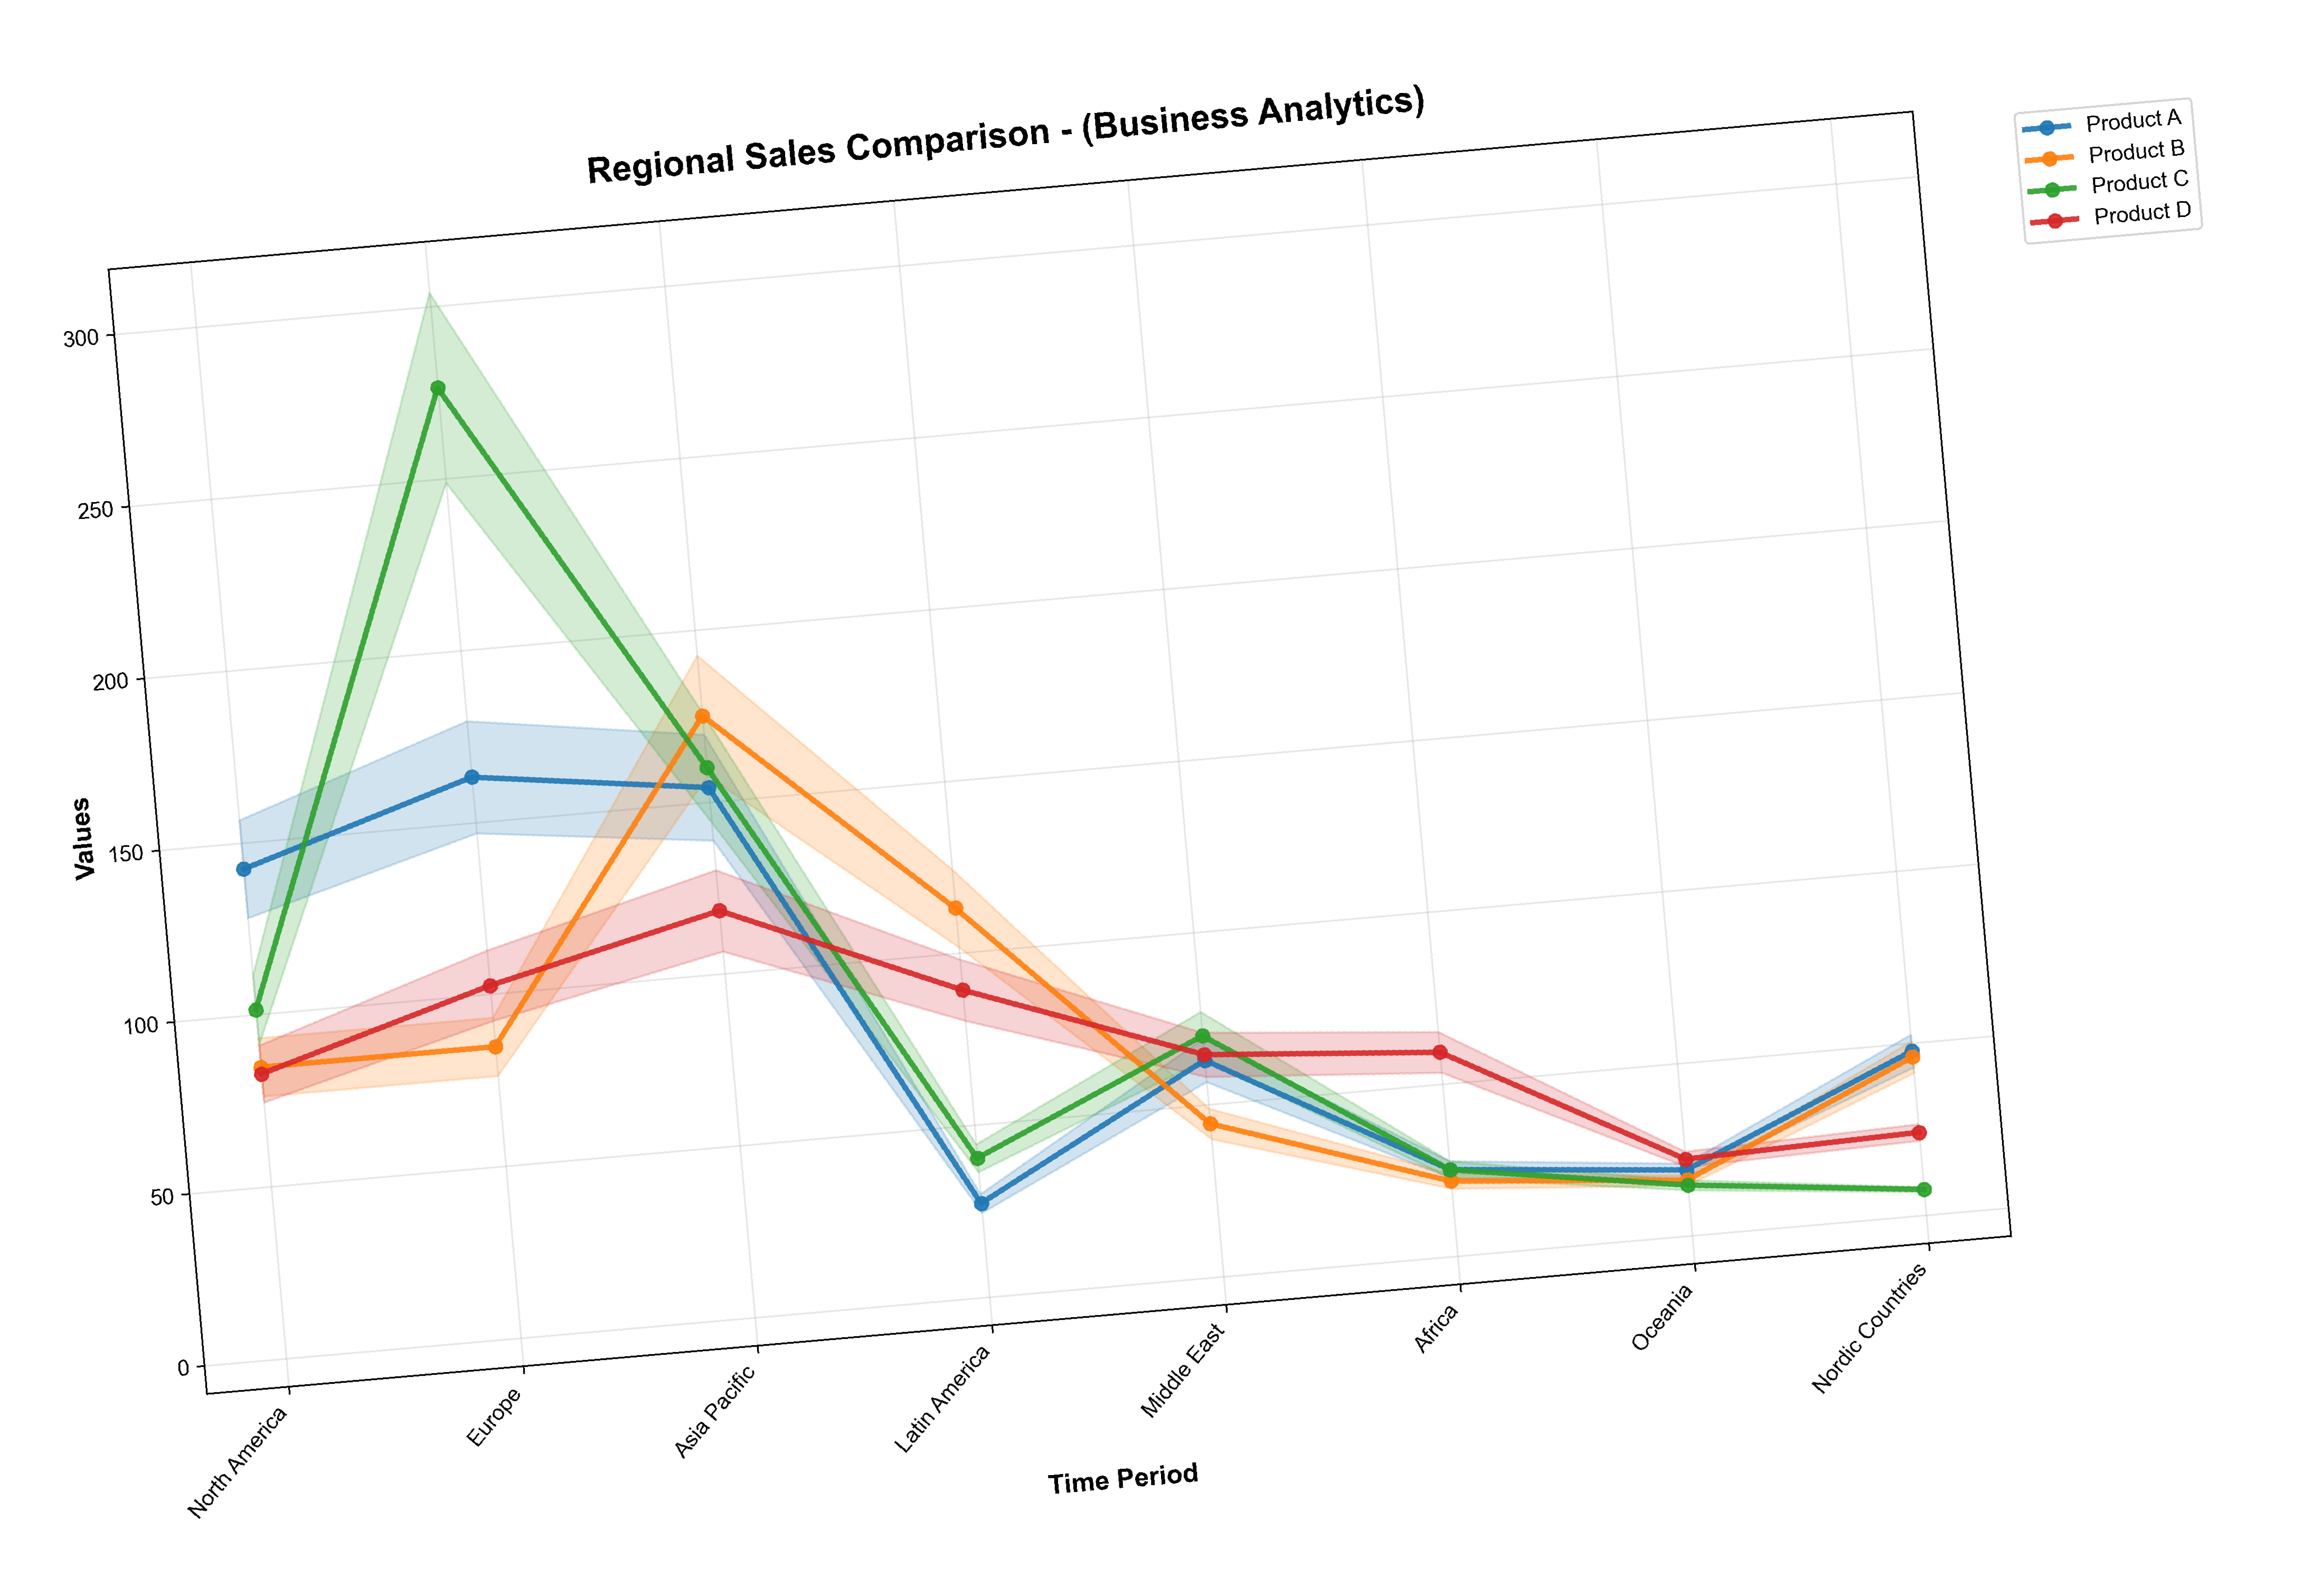 Regional Sales Comparison - (Business Analytics)
Product A
Product B
Product C
Product D
Values
300
250
200
150
100
50
0
North America
Europe
Asia Pacific
Latin America
Middle East
Africa
Oceania
Nordic Countries
Time Period